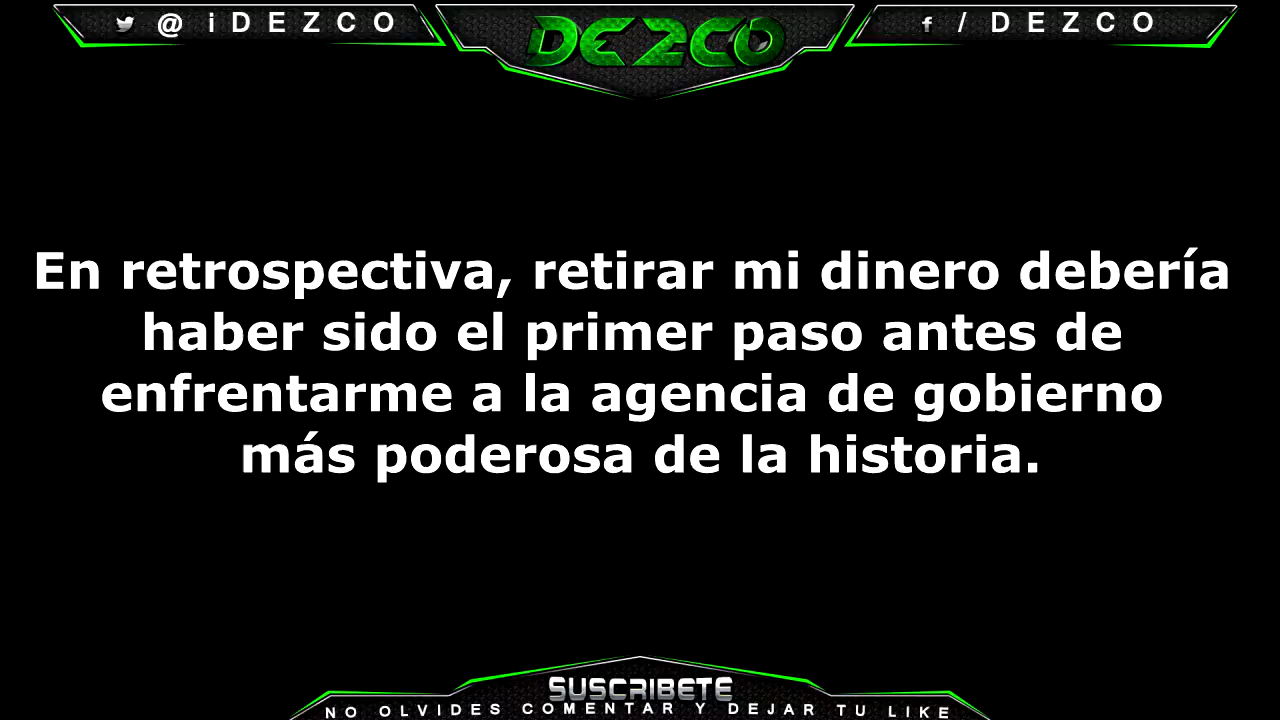 @iDEZCO
DEZCO
/DEZCO
En retrospectiva, retirar mi dinero debería
haber sido el primer paso antes de
enfrentarme a la agencia de gobierno
más poderosa de la historia.
SUSCRIBETE
NO OLVIDES COMENTAR Y DEJAR TU LIKE